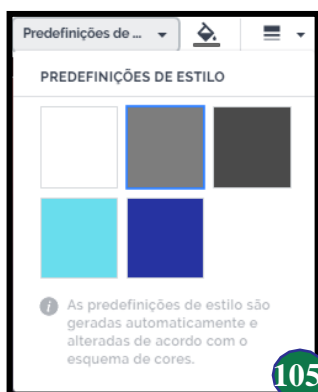 Predefinições de ...
PREDEFINIÇÕES DE ESTILO
As predefinições de estilo são
geradas automaticamente e
alteradas de acordo com o
esquema de cores.
105